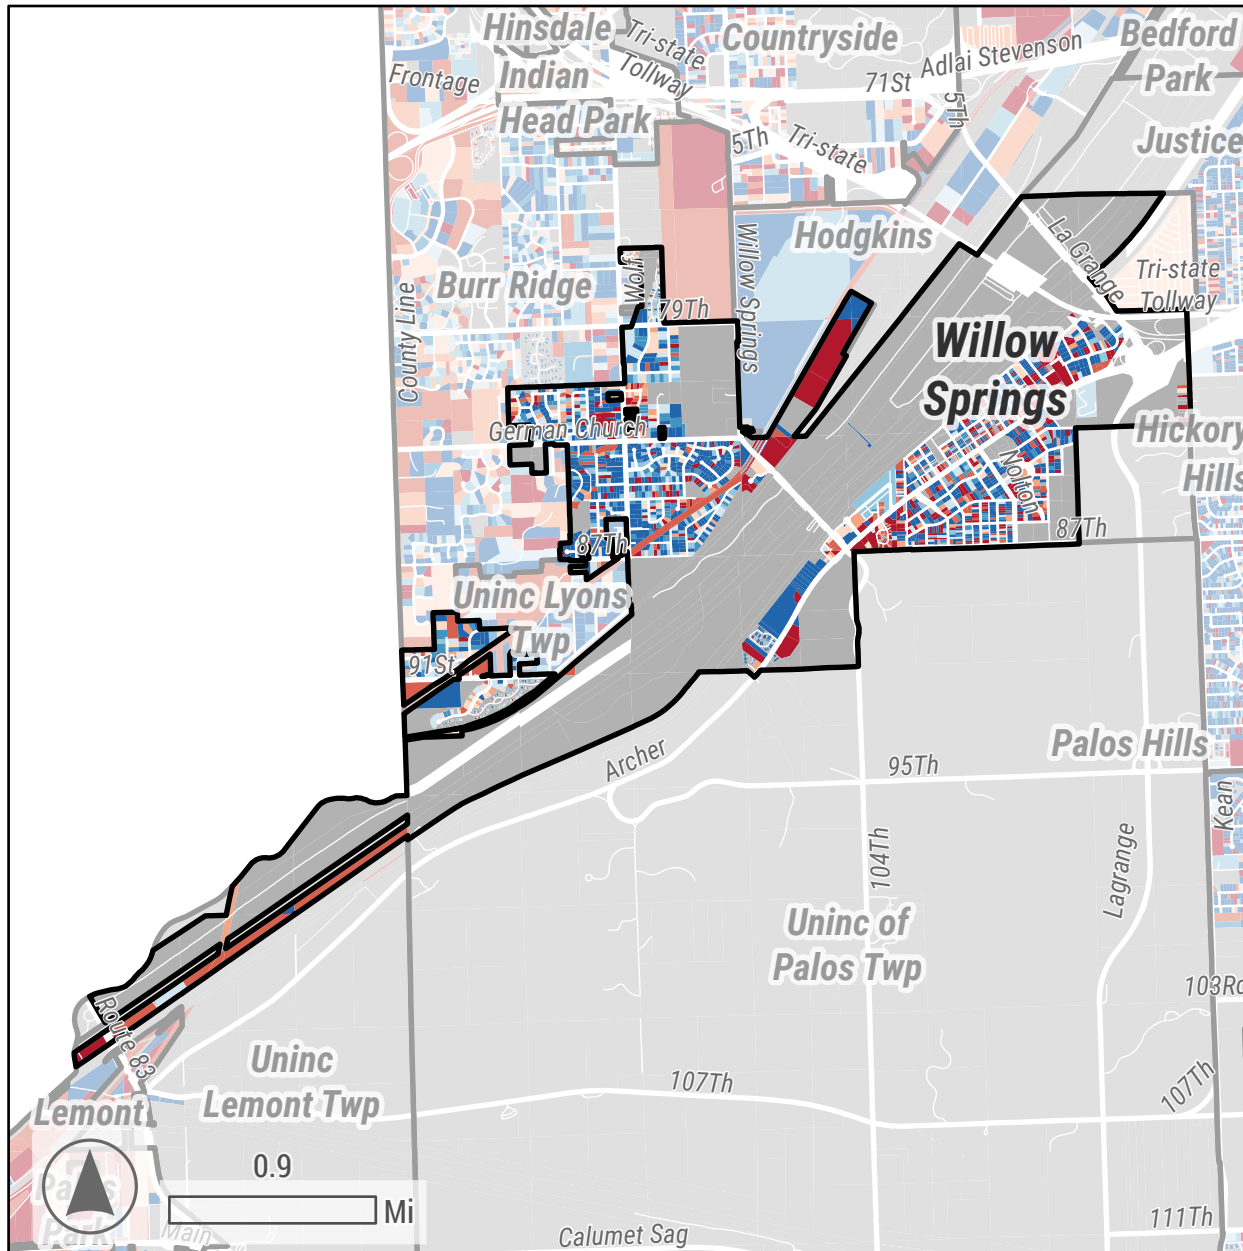 Hinsdale
Tri-state
Tollway
Countryside
Bedford
Park
Adlai Stevenson
Frontage
Indian
Head Park
71St
5Th
5Th
Tri-state
Justice
Willow Springs
Hodgkins
La Grange
Tri-state
Tollway
Wolf
Burr Ridge
County Line
79Th
Willow
Springs
German Church
Hickory
Hills
Nolton
87Th
87Th
Uninc Lyons
Twp
91St
Archer
95Th
Palos Hills
Kean
104Th
Lagrange
Uninc of
Palos Twp
103Rd
Route 83
Uninc
Lemont Twp
107Th
107Th
Lemont
0.9
Mi
Palos
Park
Main
Calumet Sag
111Th